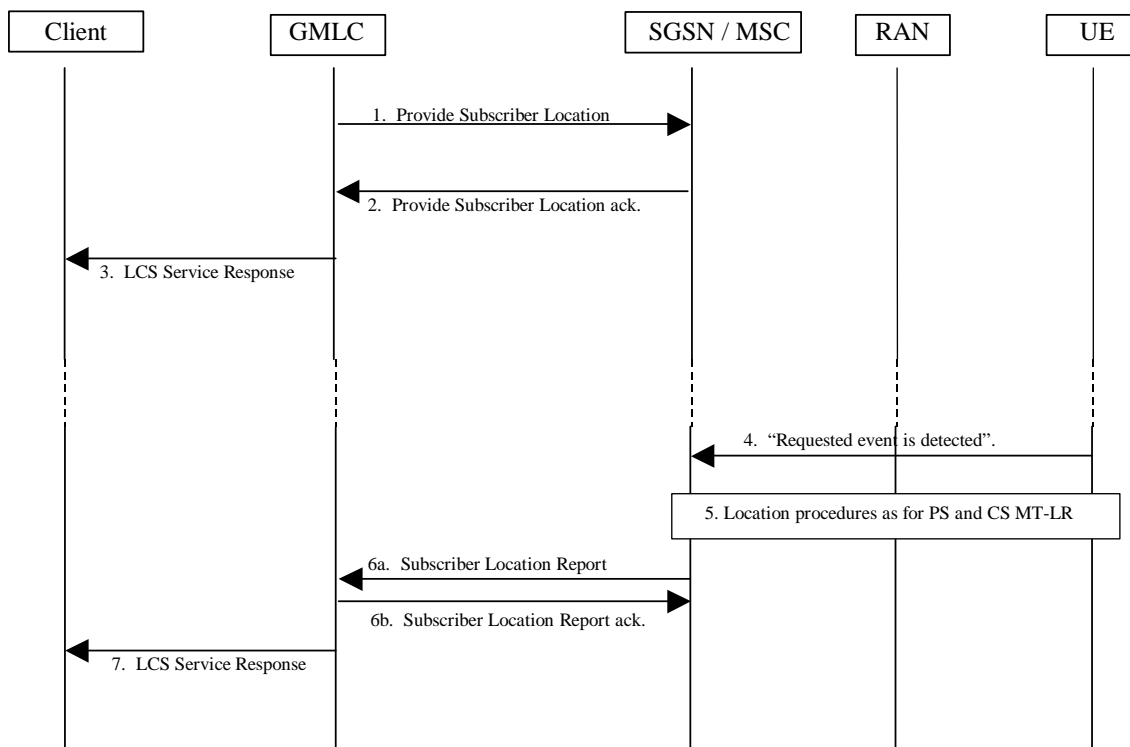 Client
GMLC
SGSN / MSC
RAN
UE
1. Provide Subscriber Location
2. Provide Subscriber Location ack.
3. LCS Service Response
4. “Requested event is detected”.
5. Location procedures as for PS and CS MT-LR
6a. Subscriber Location Report
6b. Subscriber Location Report ack.
7. LCS Service Response